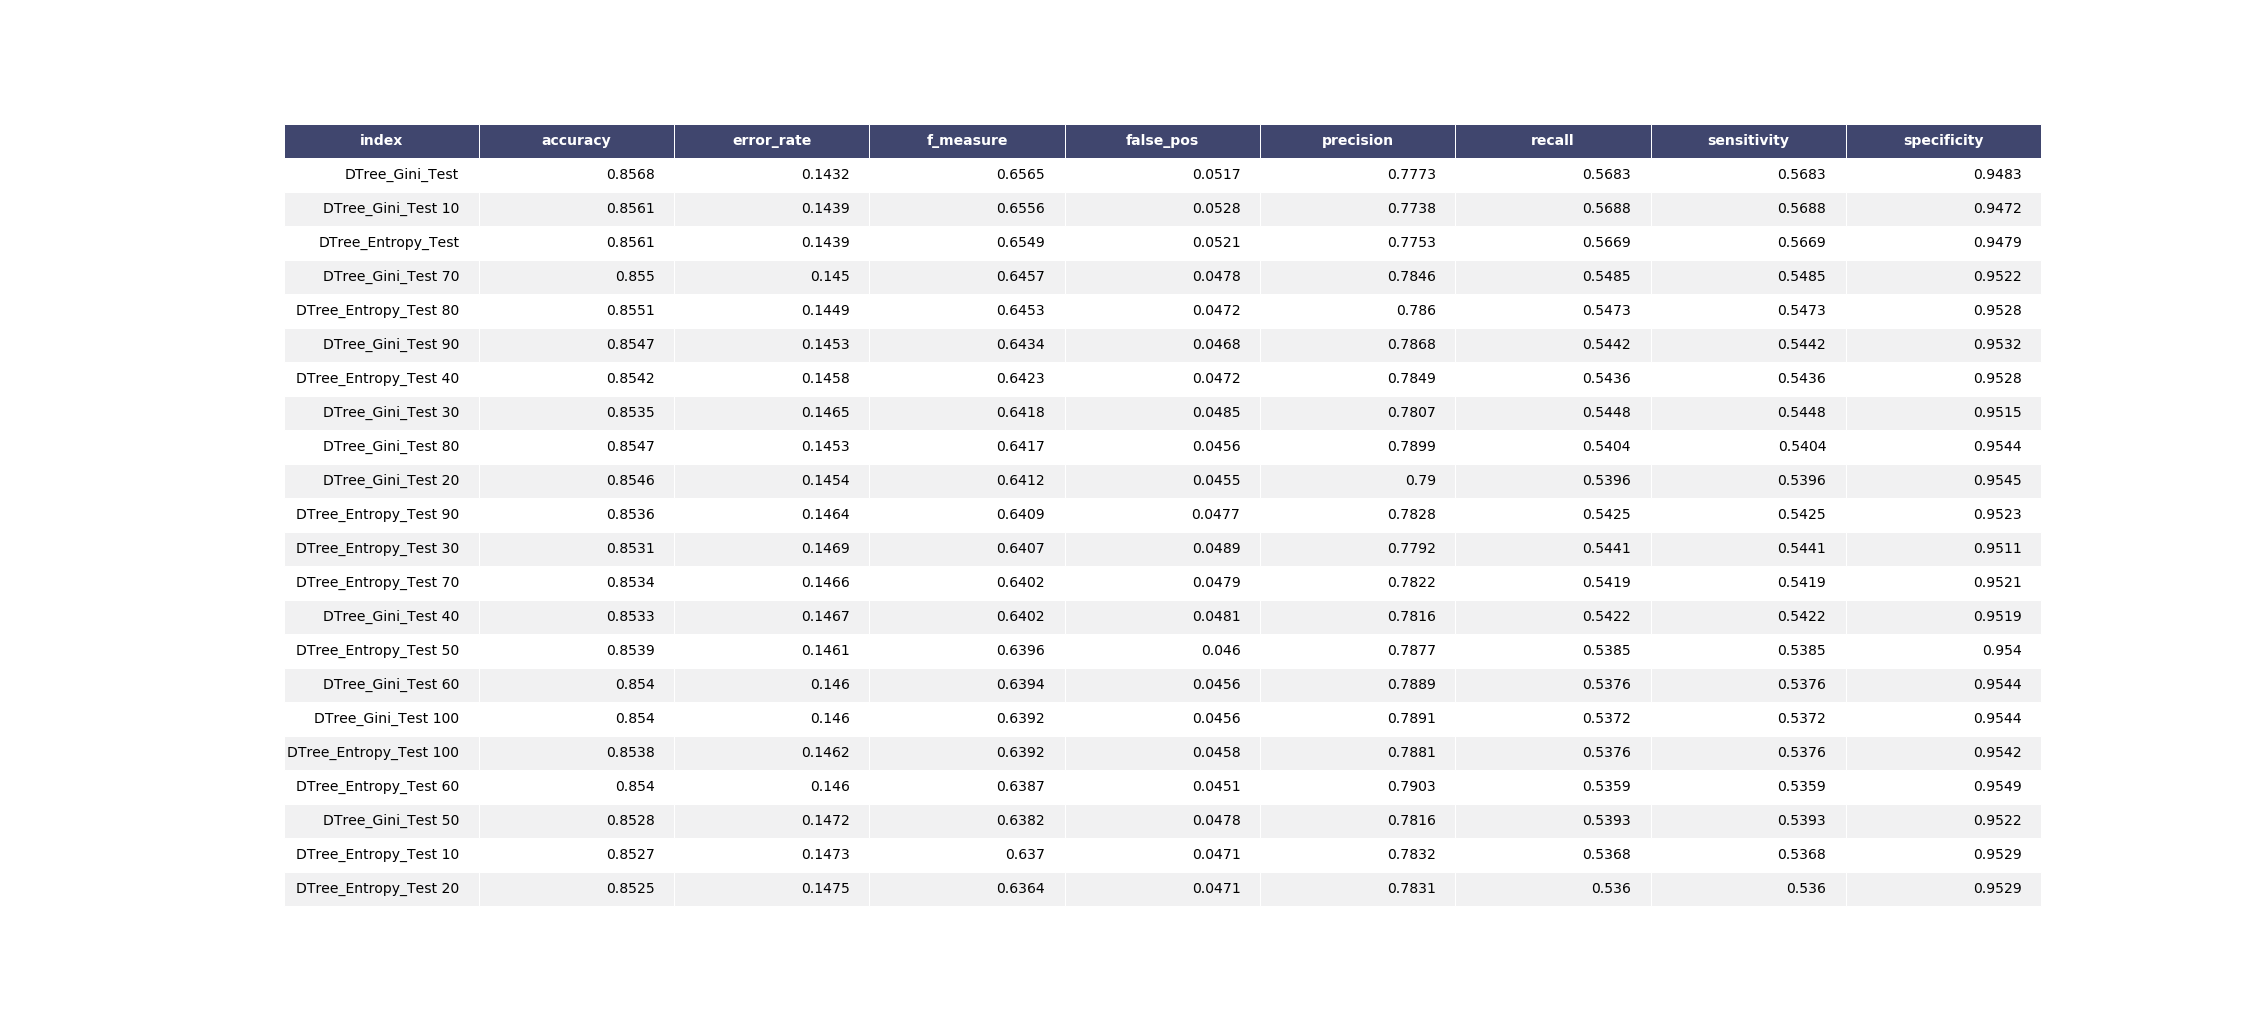 index accuracy error_rate f_measure false_pos precision recall sensitivity specificity
DTree_Gini_Test 0.8568 0.1432 0.6565 0.0517 0.7773 0.5683 0.5683 0.9483
DTree_Gini_Test 10 0.8561 0.1439 0.6556 0.0528 0.7738 0.5688 0.5688 0.9472
DTree_Entropy_Test 0.8561 0.1439 0.6549 0.0521 0.7753 0.5669 0.5669 0.9479
DTree_Gini_Test 70 0.855 0.145 0.6457 0.0478 0.7846 0.5485 0.5485 0.9522
DTree_Entropy_Test 80 0.8551 0.1449 0.6453 0.0472 0.786 0.5473 0.5473 0.9528
DTree_Gini_Test 90 0.8547 0.1453 0.6434 0.0468 0.7868 0.5442 0.5442 0.9532
DTree_Entropy_Test 40 0.8542 0.1458 0.6423 0.0472 0.7849 0.5436 0.5436 0.9528
DTree_Gini_Test 30 0.8535 0.1465 0.6418 0.0485 0.7807 0.5448 0.5448 0.9515
DTree_Gini_Test 80 0.8547 0.1453 0.6417 0.0456 0.7899 0.5404 0.5404 0.9544
DTree_Gini_Test 20 0.8546 0.1454 0.6412 0.0455 0.79 0.5396 0.5396 0.9545
DTree_Entropy_Test 90 0.8536 0.1464 0.6409 0.0477 0.7828 0.5425 0.5425 0.9523
DTree_Entropy_Test 30 0.8531 0.1469 0.6407 0.0489 0.7792 0.5441 0.5441 0.9511
DTree_Entropy_Test 70 0.8534 0.1466 0.6402 0.0479 0.7822 0.5419 0.5419 0.9521
DTree_Gini_Test 40 0.8533 0.1467 0.6402 0.0481 0.7816 0.5422 0.5422 0.9519
DTree_Entropy_Test 50 0.8539 0.1461 0.6396 0.046 0.7877 0.5385 0.5385 0.954
DTree_Gini_Test 60 0.854 0.146 0.6394 0.0456 0.7889 0.5376 0.5376 0.9544
DTree_Gini_Test 100 0.854 0.146 0.6392 0.0456 0.7891 0.5372 0.5372 0.9544
DTree_Entropy_Test 100 0.8538 0.1462 0.6392 0.0458 0.7881 0.5376 0.5376 0.9542
DTree_Entropy_Test 60 0.854 0.146 0.6387 0.0451 0.7903 0.5359 0.5359 0.9549
DTree_Gini_Test 50 0.8528 0.1472 0.6382 0.0478 0.7816 0.5393 0.5393 0.9522
DTree_Entropy_Test 10 0.8527 0.1473 0.637 0.0471 0.7832 0.5368 0.5368 0.9529
DTree_Entropy_Test 20 0.8525 0.1475 0.6364 0.0471 0.7831 0.536 0.536 0.9529